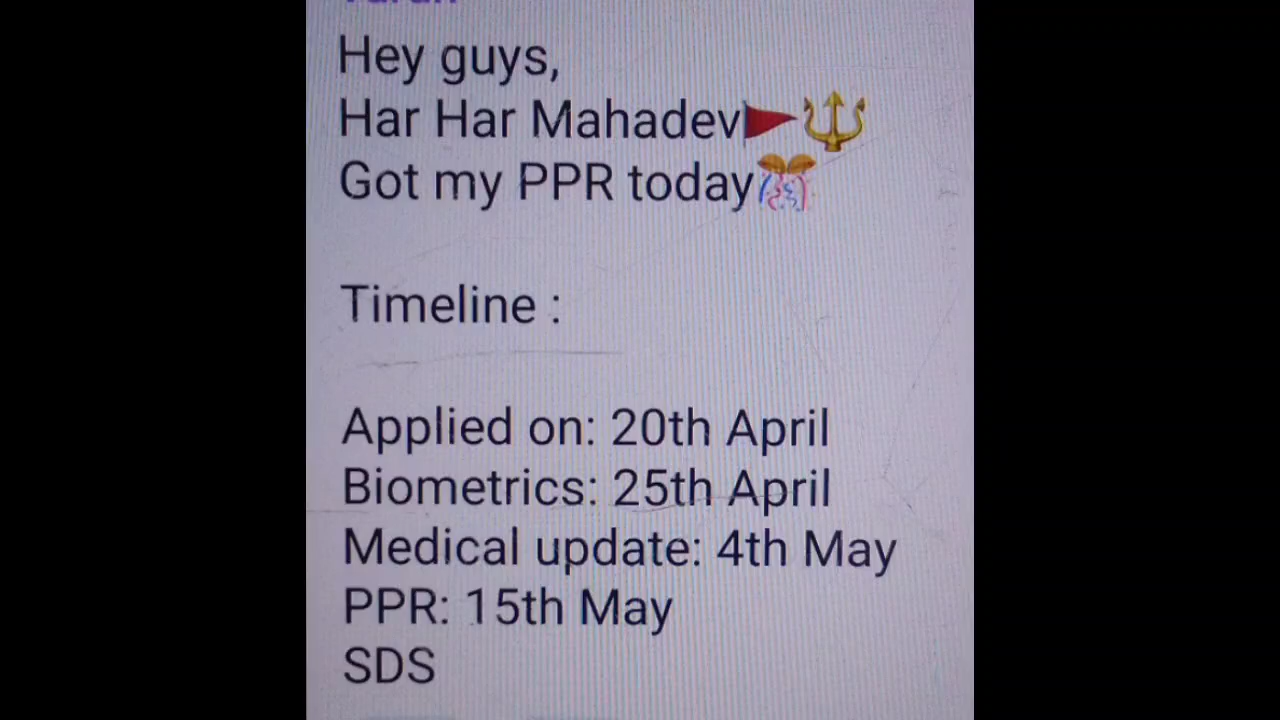 Hey guys,
Har Har Mahadev🚩🔱
Got my PPR today🎊
Timeline :
Applied on: 20th April
Biometrics: 25th April
Medical update: 4th May
PPR: 15th May
SDS